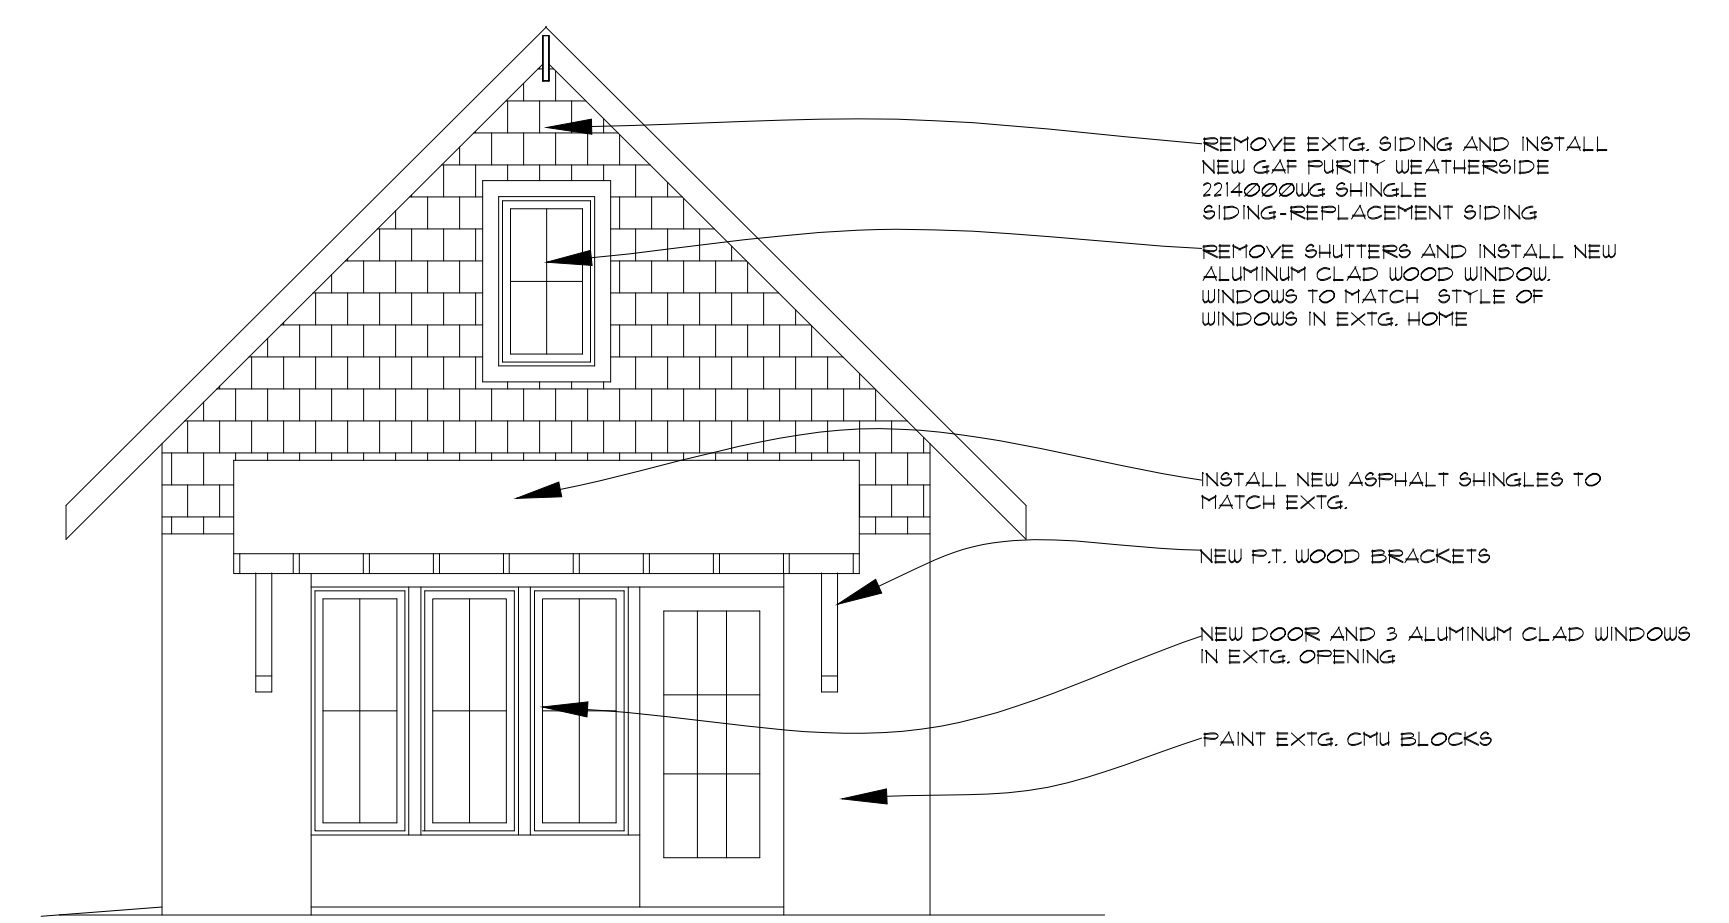 REMOVE EXTG. SIDING AND INSTALL
NEW GAF PURITY WEATHERSIDE
2214000WG SHINGLE
SIDING-REPLACEMENT SIDING
REMOVE SHUTTERS AND INSTALL NEW
ALUMINUM CLAD WOOD WINDOW.
WINDOWS TO MATCH STYLE OF
WINDOWS IN EXTG. HOME
INSTALL NEW ASPHALT SHINGLES TO
MATCH EXTG.
NEW P.T. WOOD BRACKETS
NEW DOOR AND 3 ALUMINUM CLAD WINDOWS
IN EXTG. OPENING
PAINT EXTG. CMU BLOCKS